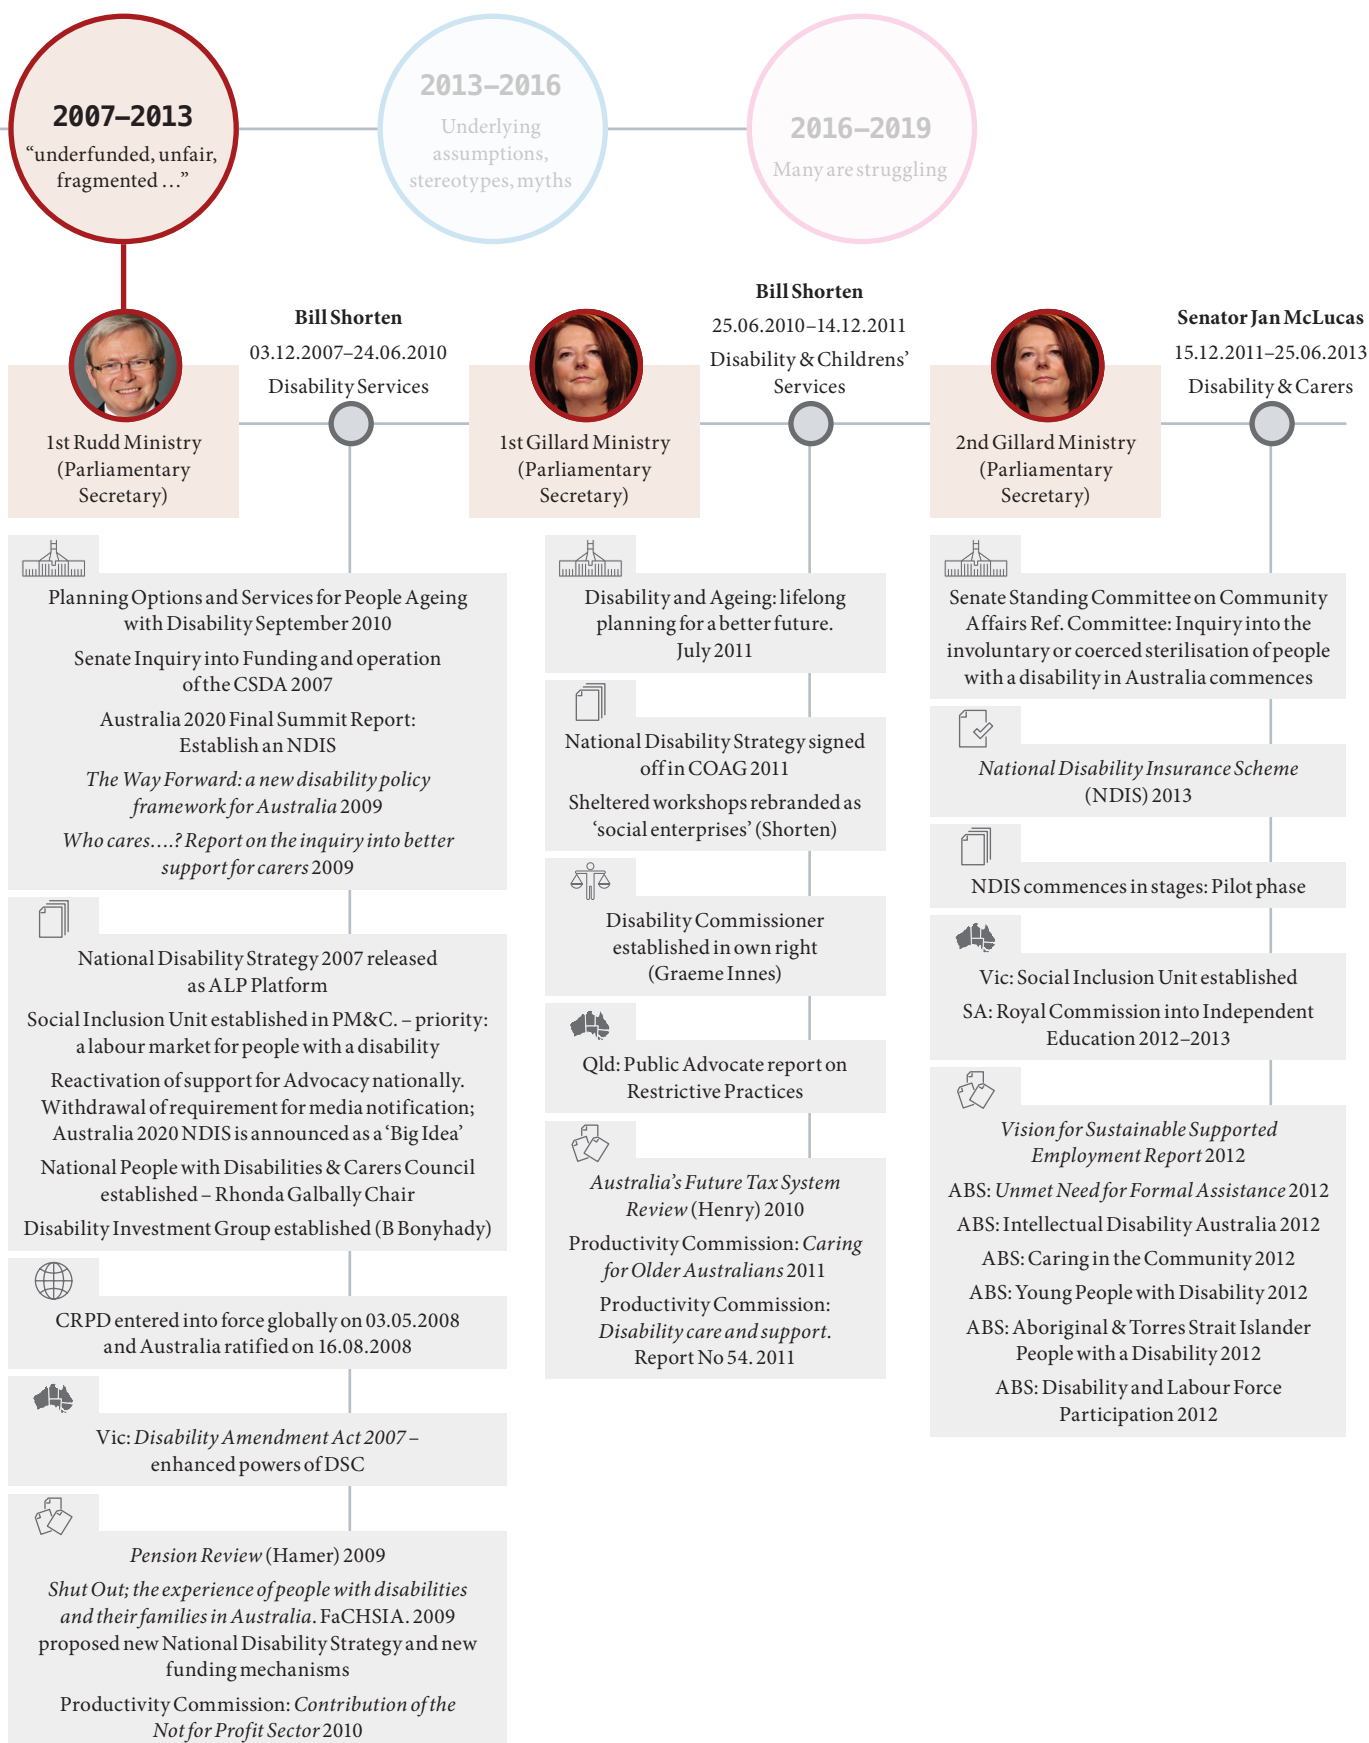 2007–2013
“underfunded, unfair,
fragmented …”
2013–2016
Underlying
assumptions,
stereotypes, myths
2016–2019
Many are struggling
1st Rudd Ministry
(Parliamentary
Secretary)
Bill Shorten
03.12.2007–24.06.2010
Disability Services
1st Gillard Ministry
(Parliamentary
Secretary)
Bill Shorten
25.06.2010–14.12.2011
Disability & Childrens’
Services
2nd Gillard Ministry
(Parliamentary
Secretary)
Senator Jan McLucas
15.12.2011–25.06.2013
Disability & Carers
Planning Options and Services for People Ageing
with Disability September 2010
Senate Inquiry into Funding and operation
of the CSDA 2007
Australia 2020 Final Summit Report:
Establish an NDIS
The Way Forward: a new disability policy
framework for Australia 2009
Who cares….? Report on the inquiry into better
support for carers 2009
National Disability Strategy 2007 released
as ALP Platform
Social Inclusion Unit established in PM&C. – priority:
a labour market for people with a disability
Reactivation of support for Advocacy nationally.
Withdrawal of requirement for media notification;
Australia 2020 NDIS is announced as a ‘Big Idea’
National People with Disabilities & Carers Council
established – Rhonda Galbally Chair
Disability Investment Group established (B Bonyhady)
CRPD entered into force globally on 03.05.2008
and Australia ratified on 16.08.2008
Vic: Disability Amendment Act 2007 –
enhanced powers of DSC
Pension Review (Hamer) 2009
Shut Out; the experience of people with disabilities
and their families in Australia. FaCHSIA. 2009
proposed new National Disability Strategy and new
funding mechanisms
Productivity Commission: Contribution of the
Not for Profit Sector 2010
Disability and Ageing: lifelong
planning for a better future.
July 2011
National Disability Strategy signed
off in COAG 2011
Sheltered workshops rebranded as
‘social enterprises’ (Shorten)
Disability Commissioner
established in own right
(Graeme Innes)
Qld: Public Advocate report on
Restrictive Practices
Australia’s Future Tax System
Review (Henry) 2010
Productivity Commission: Caring
for Older Australians 2011
Productivity Commission:
Disability care and support.
Report No 54. 2011
Senate Standing Committee on Community
Affairs Ref. Committee: Inquiry into the
involuntary or coerced sterilisation of people
with a disability in Australia commences
National Disability Insurance Scheme
(NDIS) 2013
NDIS commences in stages: Pilot phase
Vic: Social Inclusion Unit established
SA: Royal Commission into Independent
Education 2012–2013
Vision for Sustainable Supported
Employment Report 2012
ABS: Unmet Need for Formal Assistance 2012
ABS: Intellectual Disability Australia 2012
ABS: Caring in the Community 2012
ABS: Young People with Disability 2012
ABS: Aboriginal & Torres Strait Islander
People with a Disability 2012
ABS: Disability and Labour Force
Participation 2012